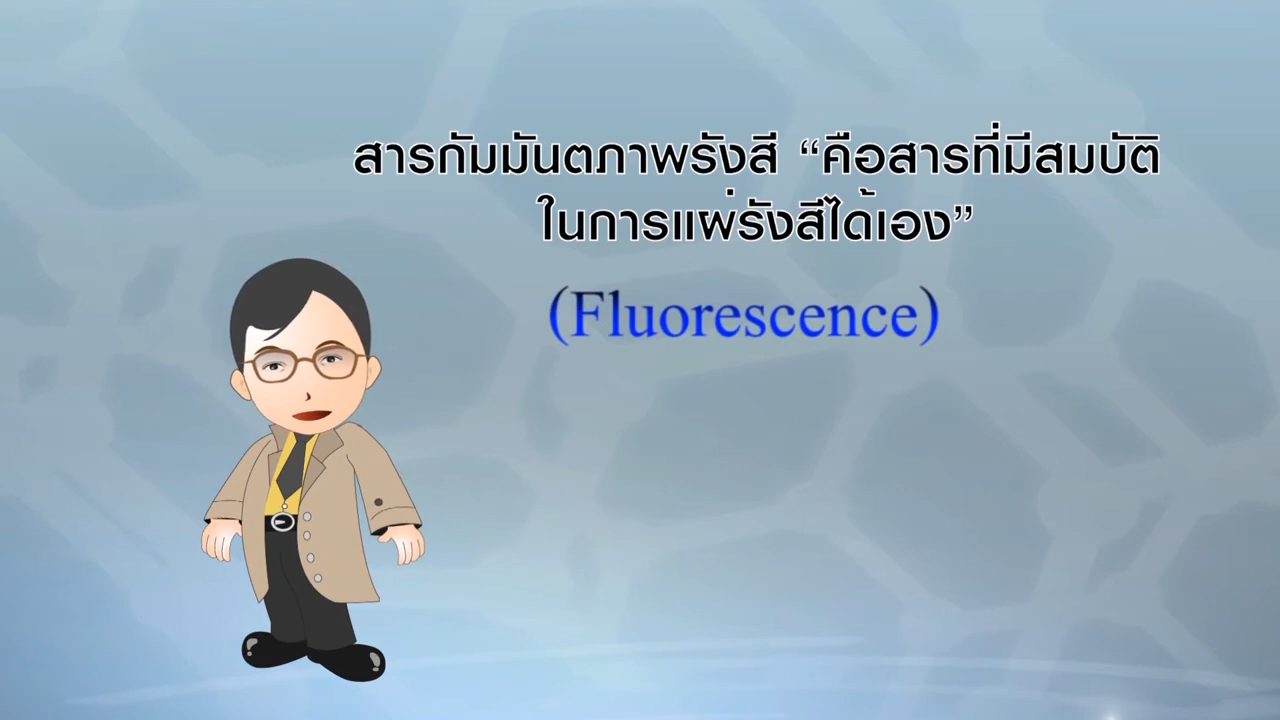 สารกัมมันตภาพรังสี “คือสารที่มีสมบัติ
ในการแผ่รังสีได้เอง”
(Fluorescence)